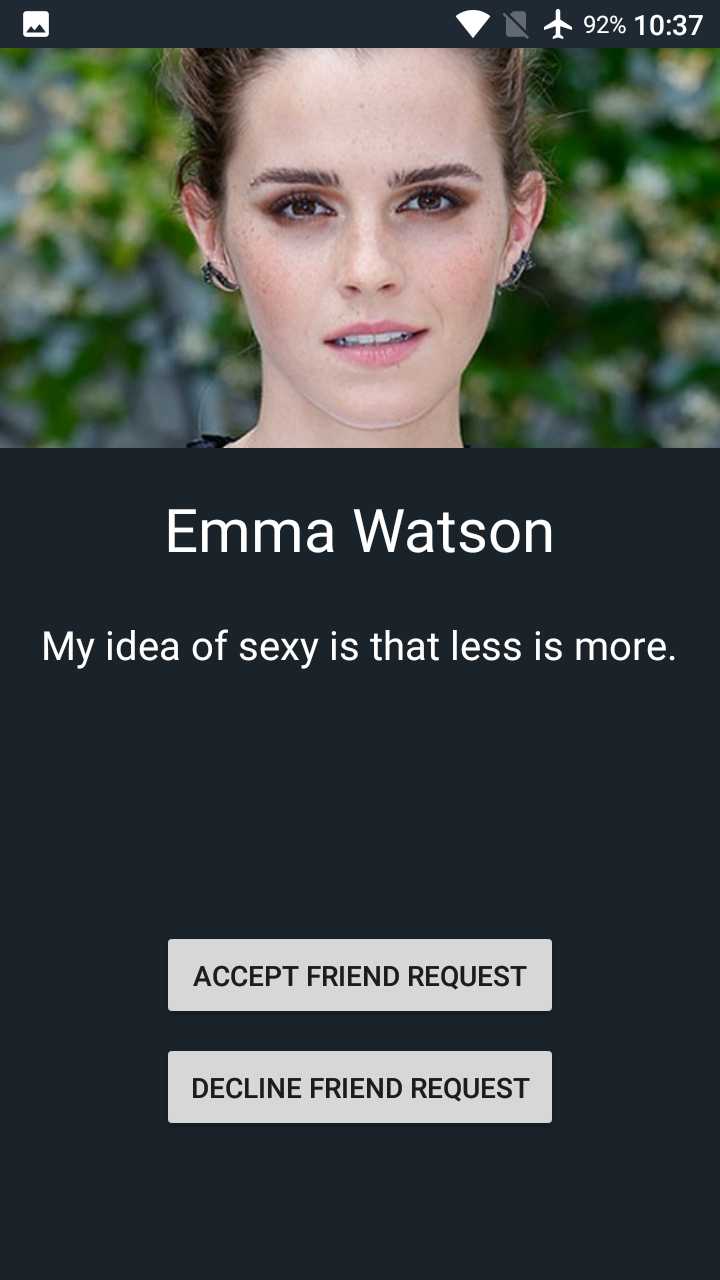 92% 10:37
Emma Watson
My idea of sexy is that less is more.
ACCEPT FRIEND REQUEST
DECLINE FRIEND REQUEST